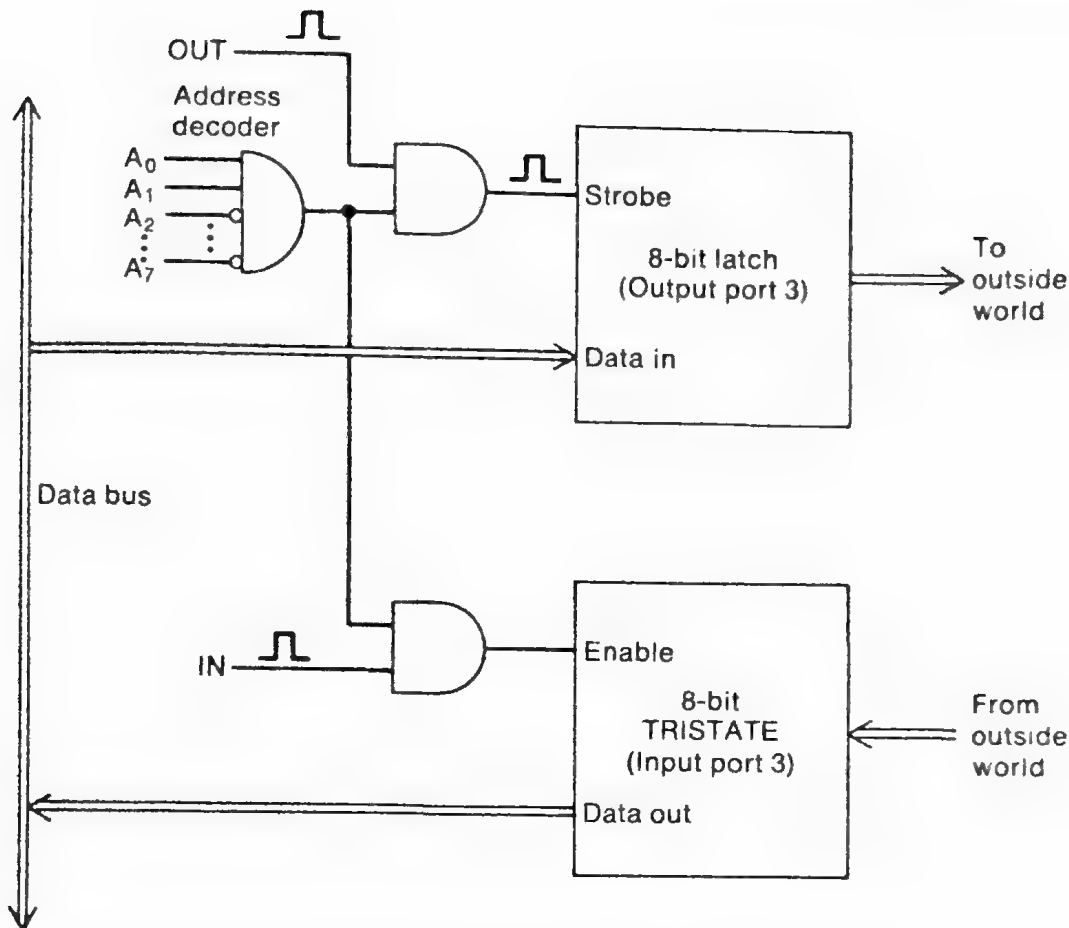 OUT
Address
decoder
A0
A1
A2
A7
Strobe
8-bit latch
(Output port 3)
To
outside
world
Data in
Data bus
IN
Enable
8-bit
TRISTATE
(Input port 3)
From
outside
world
Data out